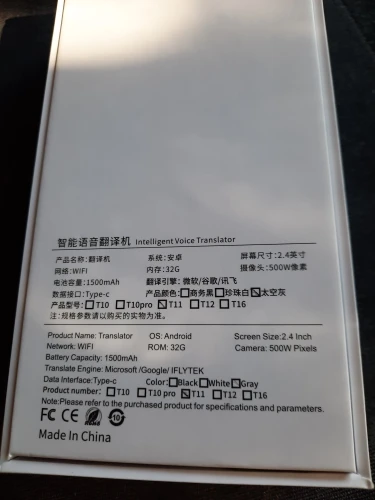 智能语音翻译机 Intelligent Voice Translator
产品名称:翻译机 系统:安卓 屏幕尺寸:2.4英寸
网络:WIFI 内存:32G 摄像头:500W像素
电池容量:1500mAh 翻译引擎:微软/谷歌/讯飞
数据接口:Type-c 产品颜色:□商务黑□珍珠白☑太空灰
产品型号:□T10 □T10pro ☑T11 □T12 □T16
注:规格参数请以购买的实物为准。
Product Name: Translator OS: Android Screen Size:2.4 Inch
Network: WIFI ROM: 32G Camera: 500W Pixels
Battery Capacity: 1500mAh
Translate Engine: Microsoft/Google/ IFLYTEK
Data Interface:Type-c Color:□Black□White☑Gray
Product number: □T10 □T10 pro ☑T11 □T12 □T16
Note:Please refer to the purchased product for specifications and parameters.
FC CE RoHS 10
Made In China